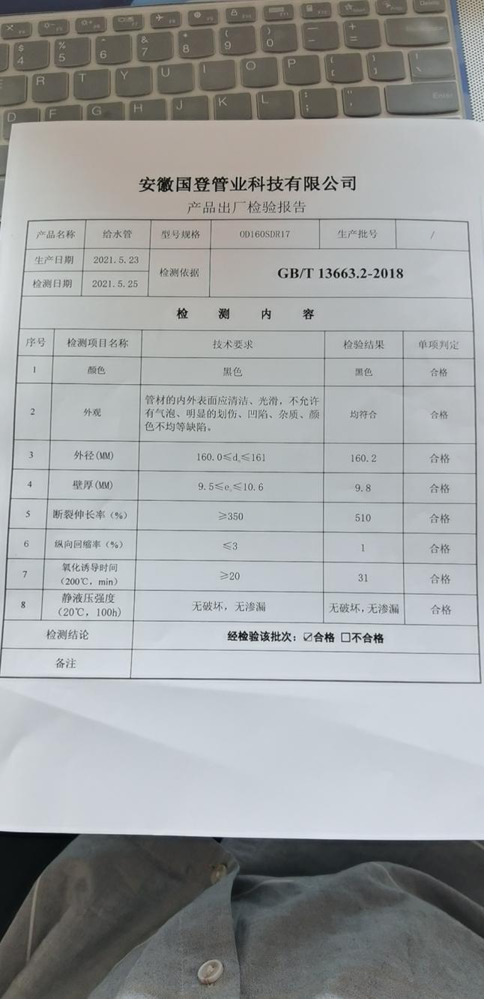 F4 F5 F6 F7 F8 F9 F10 F11 F12 Delete
$ 4 % 5 ^ 6 & 7 * 8 ( 9 ) 0 — - + =
R T Y U I O P { [ } ] | \
D F G H J K L : ; " ' Enter
安徽国登管业科技有限公司
产品出厂检验报告
产品名称 给水管 型号规格 OD160SDR17 生产批号 /
生产日期 2021.5.23 检测依据 GB/T 13663.2-2018
检测日期 2021.5.25
检 测 内 容
序号 检测项目名称 技术要求 检验结果 单项判定
1 颜色 黑色 黑色 合格
2 外观 管材的内外表面应清洁、光滑，不允许
有气泡、明显的划伤、凹陷、杂质、颜
色不均等缺陷。 均符合 合格
3 外径(MM) 160.0≤dₙ≤161 160.2 合格
4 壁厚(MM) 9.5≤eₙ≤10.6 9.8 合格
5 断裂伸长率（%） ≥350 510 合格
6 纵向回缩率（%） ≤3 1 合格
7 氧化诱导时间
（200℃，min） ≥20 31 合格
8 静液压强度
（20℃，100h） 无破坏，无渗漏 无破坏，无渗漏 合格
检测结论 经检验该批次：☑合格 □不合格
备注